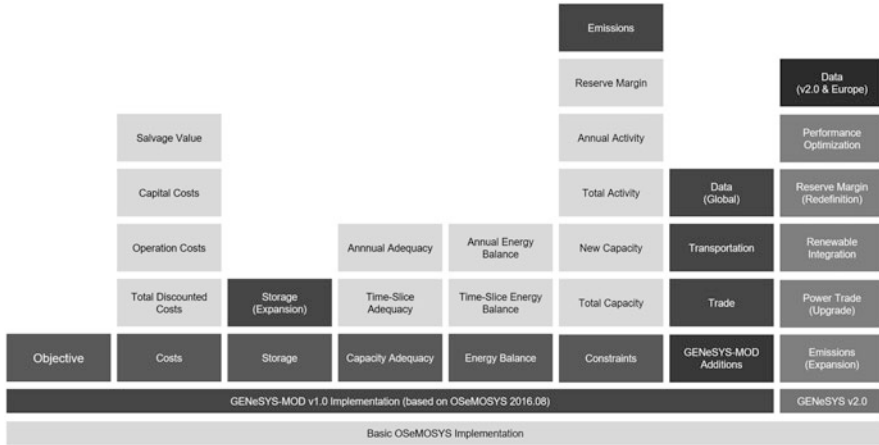 Emissions
Reserve Margin
Data
(v2.0 & Europe)
Salvage Value
Annual Activity
Performance
Optimization
Capital Costs
Total Activity
Data
(Global)
Reserve Margin
(Redefinition)
Operation Costs
Annnual Adequacy
Annual Energy
Balance
New Capacity
Transportation
Renewable
Integration
Total Discounted
Costs
Storage
(Expansion)
Time-Slice
Adequacy
Time-Slice Energy
Balance
Total Capacity
Trade
Power Trade
(Upgrade)
Objective
Costs
Storage
Capacity Adequacy
Energy Balance
Constraints
GENeSYS-MOD
Additions
Emissions
(Expansion)
GENeSYS-MOD v1.0 Implementation (based on OSeMOSYS 2016.08)
GENeSYS v2.0
Basic OSeMOSYS Implementation